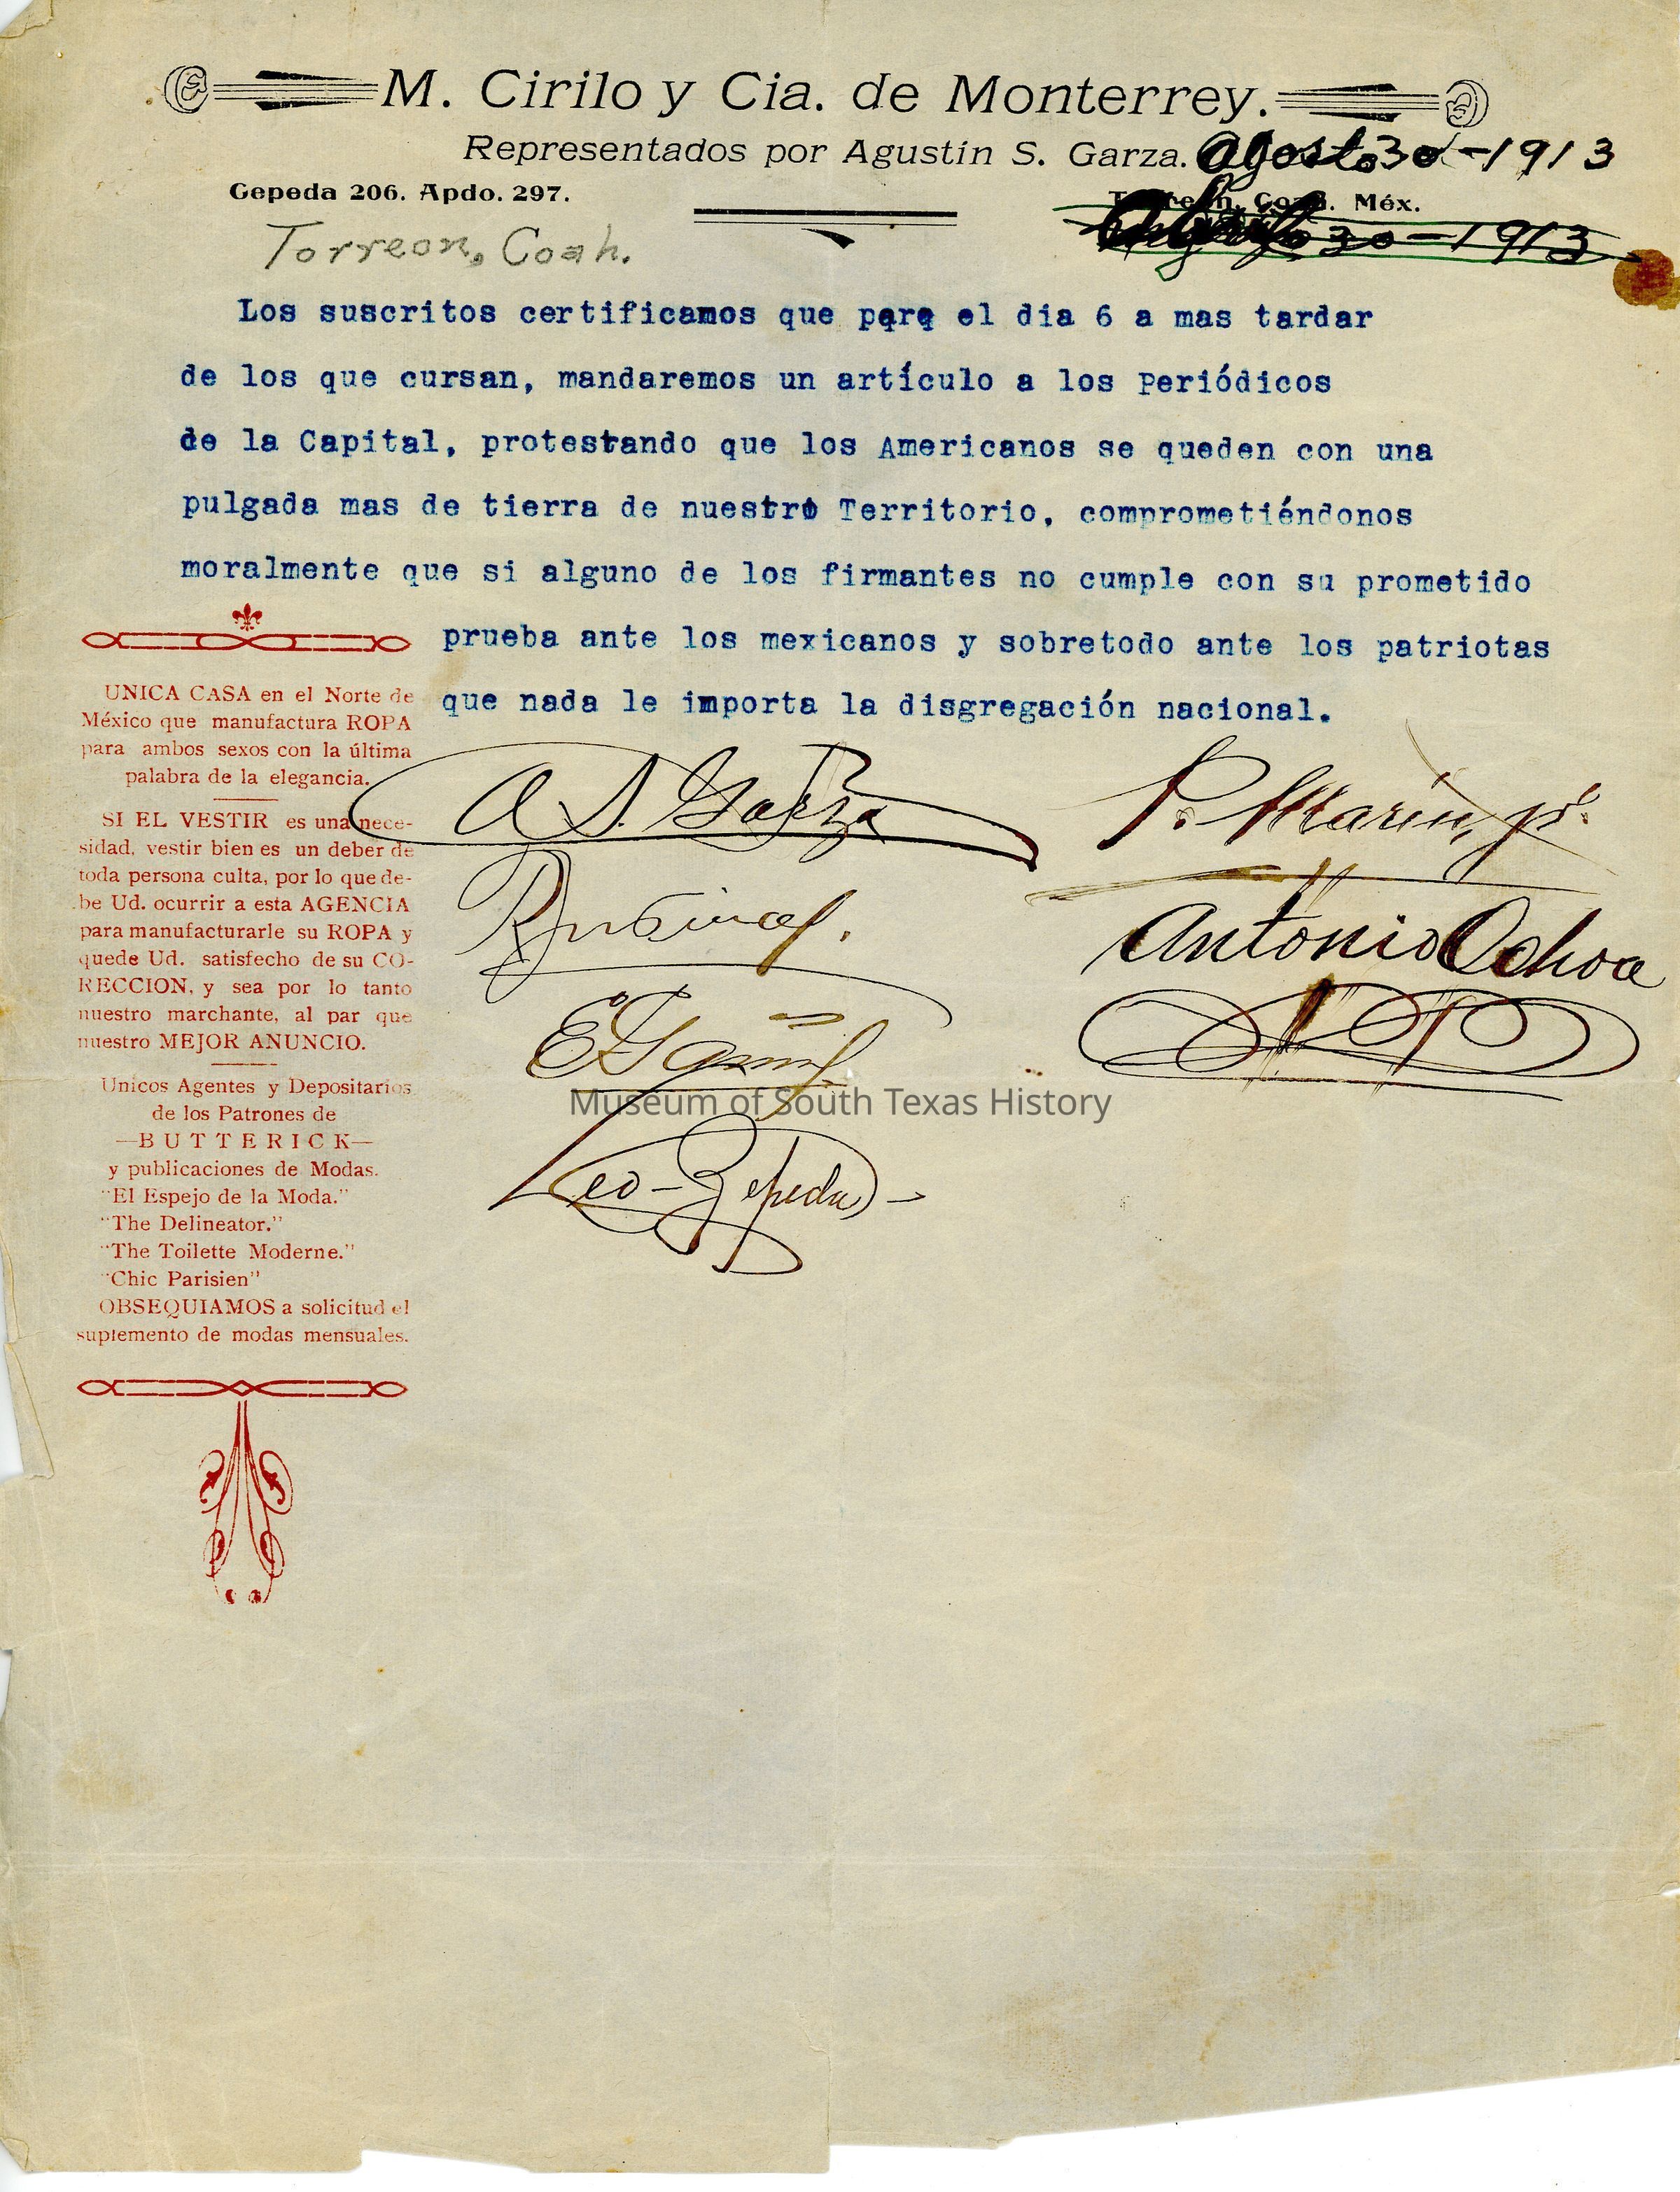 M. Cirilo y Cia. de Monterrey.
Representados por Agustín S. Garza.
Agosto 30-1913
Cepeda 206. Apdo. 297.
Torreón, Coah. Méx.
Torreon, Coah.
30-1913
Los suscritos certificamos que para el dia 6 a mas tardar
de los que cursan, mandaremos un artículo a los Periódicos
de la Capital, protestando que los Americanos se queden con una
pulgada mas de tierra de nuestro Territorio, comprometiéndonos
moralmente que si alguno de los firmantes no cumple con su prometido
prueba ante los mexicanos y sobretodo ante los patriotas
que nada le importa la disgregación nacional.
UNICA CASA en el Norte de
México que manufactura ROPA
para ambos sexos con la última
palabra de la elegancia.
SI EL VESTIR es una nece-
sidad, vestir bien es un deber de
toda persona culta, por lo que de-
be Ud. ocurrir a esta AGENCIA
para manufacturarle su ROPA y
quede Ud. satisfecho de su CO-
RECCION, y sea por lo tanto
nuestro marchante, al par que
nuestro MEJOR ANUNCIO.
Unicos Agentes y Depositarios
de los Patrones de
—BUTTERICK—
y publicaciones de Modas.
"El Espejo de la Moda."
"The Delineator."
"The Toilette Moderne."
"Chic Parisien"
OBSEQUIAMOS a solicitud el
suplemento de modas mensuales.
A S. Garza
P. Marin, jr.
Antonio Ochoa
Leo-Zepeda
Museum of South Texas History